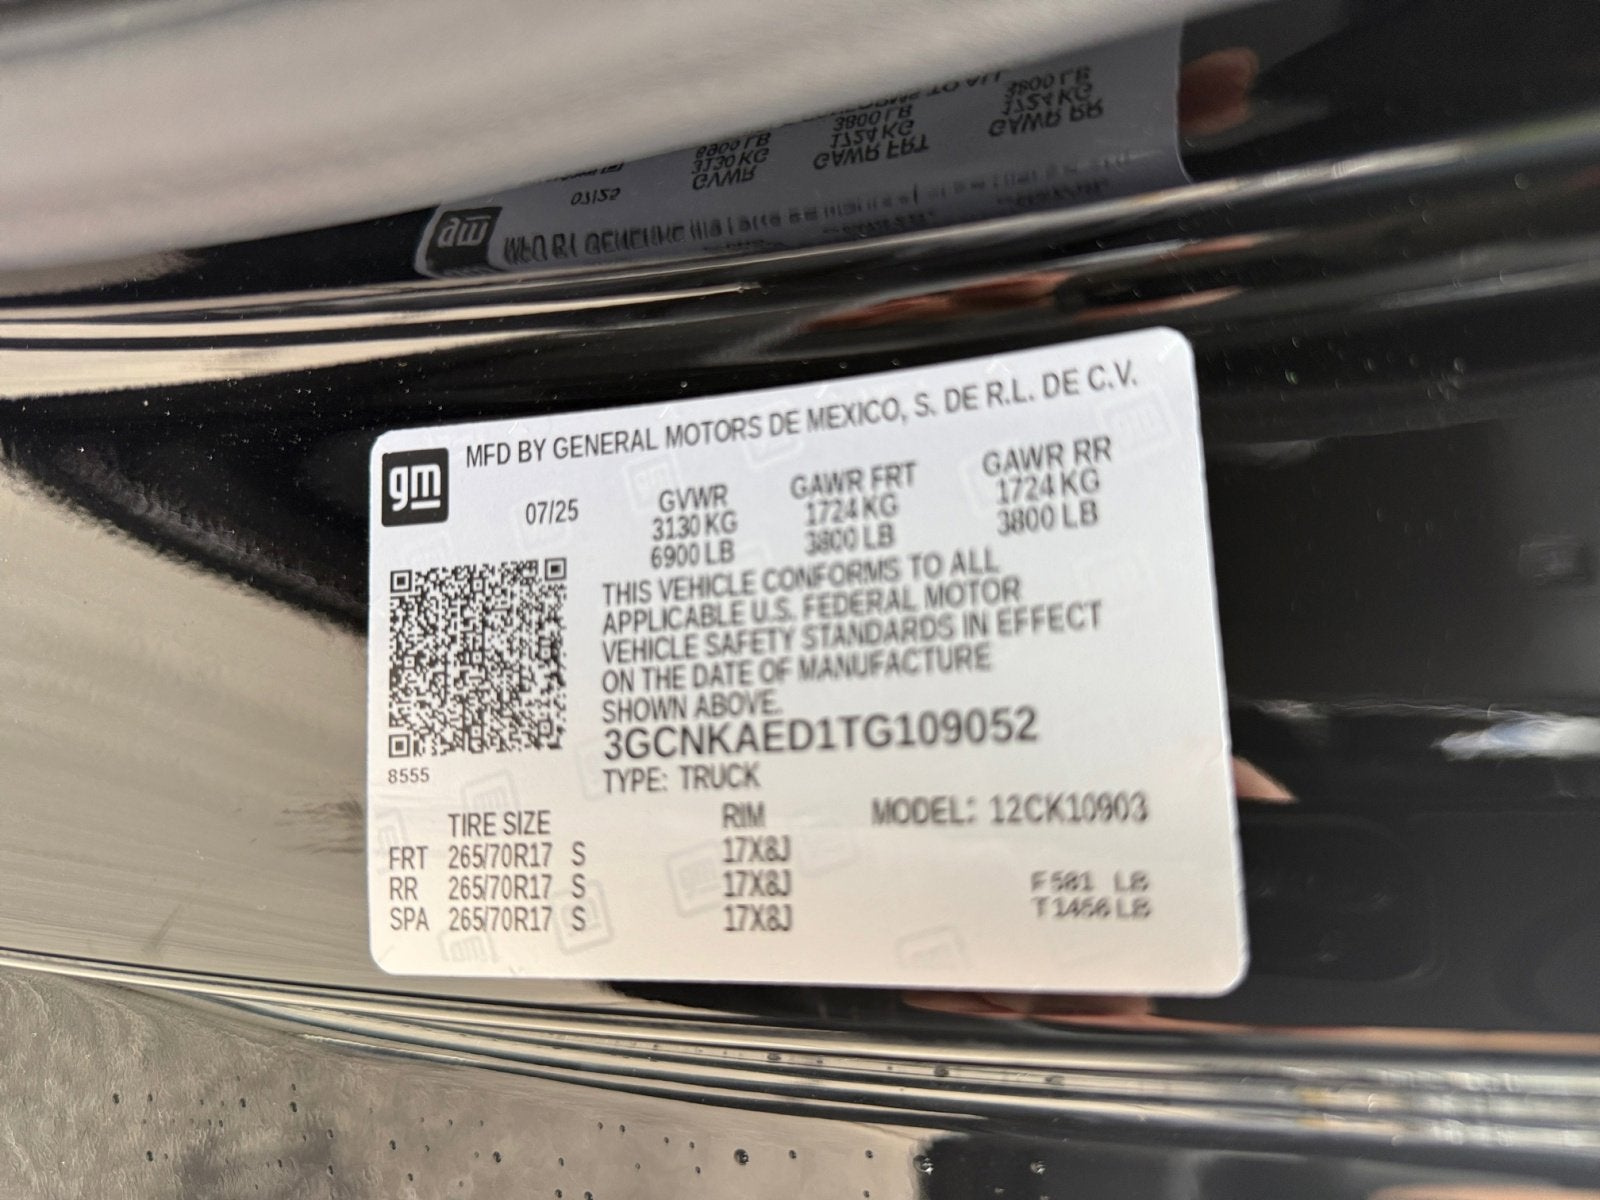 MFD BY GENERAL MOTORS DE MEXICO, S. DE R.L. DE C.V.
gm
07/25
GVWR
3130 KG
6900 LB
GAWR FRT
1724 KG
3800 LB
GAWR RR
1724 KG
3800 LB
THIS VEHICLE CONFORMS TO ALL
APPLICABLE U.S. FEDERAL MOTOR
VEHICLE SAFETY STANDARDS IN EFFECT
ON THE DATE OF MANUFACTURE
SHOWN ABOVE.
3GCNKAED1TG109052
TYPE: TRUCK
8555
TIRE SIZE RIM MODEL: 12CK10903
FRT 265/70R17 S 17X8J
RR 265/70R17 S 17X8J
SPA 265/70R17 S 17X8J
F581 LB
T1456 LB